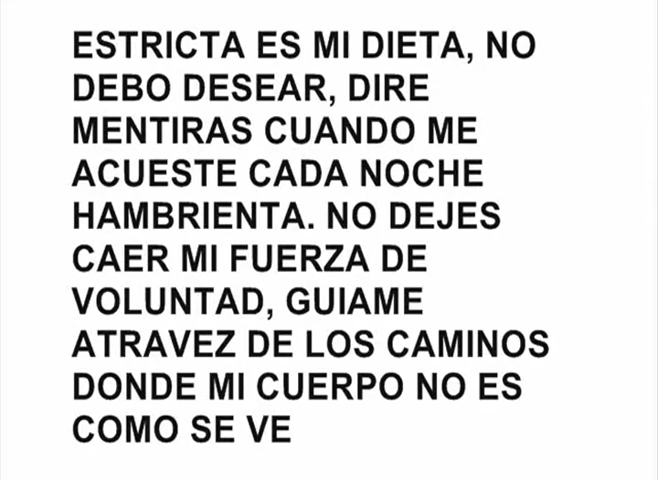 ESTRICTA ES MI DIETA, NO
DEBO DESEAR, DIRE
MENTIRAS CUANDO ME
ACUESTE CADA NOCHE
HAMBRIENTA. NO DEJES
CAER MI FUERZA DE
VOLUNTAD, GUIAME
ATRAVEZ DE LOS CAMINOS
DONDE MI CUERPO NO ES
COMO SE VE